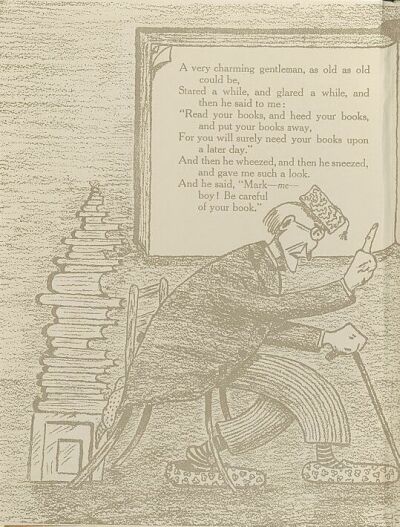 A very charming gentleman, as old as old
could be,
Stared a while, and glared a while, and
then he said to me:
"Read your books, and heed your books,
and put your books away,
For you will surely need your books upon
a later day."
And then he wheezed, and then he sneezed,
and gave me such a look.
And he said, "Mark—me—
boy! Be careful
of your book."